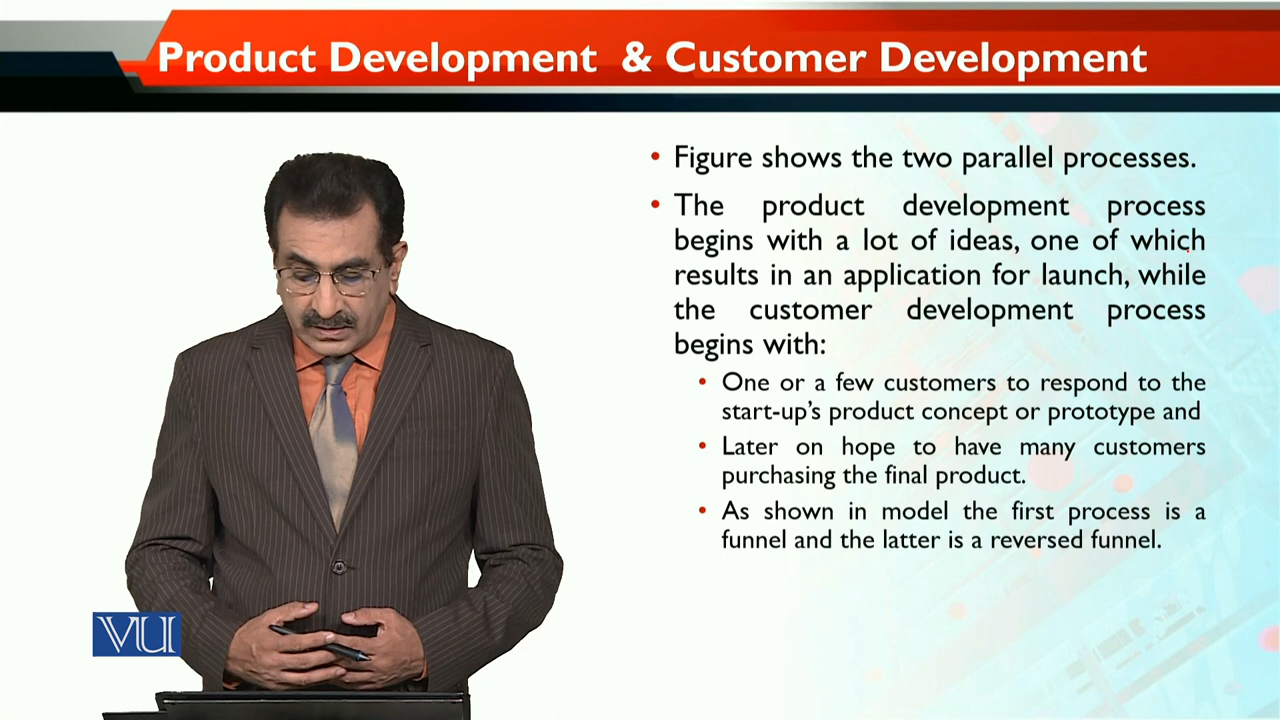 Product Development & Customer Development
• Figure shows the two parallel processes.
• The product development process
begins with a lot of ideas, one of which
results in an application for launch, while
the customer development process
begins with:
• One or a few customers to respond to the
start-up's product concept or prototype and
• Later on hope to have many customers
purchasing the final product.
• As shown in model the first process is a
funnel and the latter is a reversed funnel.
VU